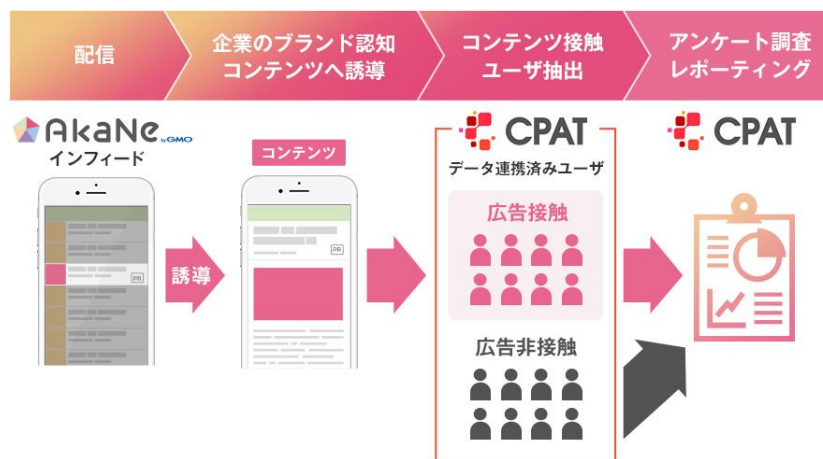 配信
企業のブランド認知
コンテンツへ誘導
コンテンツ接触
ユーザ抽出
アンケート調査
レポーティング
AkaNe by GMO
インフィード
PR
誘導
コンテンツ
PR
CPAT
データ連携済みユーザ
広告接触
広告非接触
CPAT